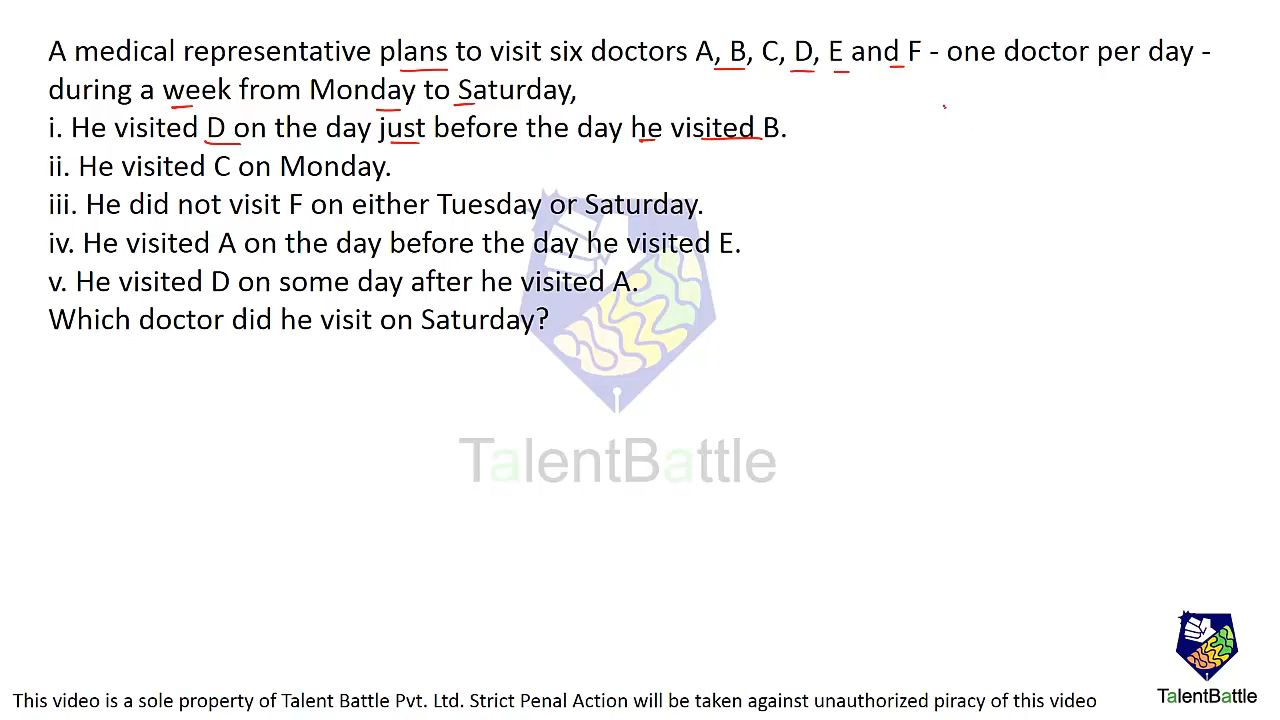 A medical representative plans to visit six doctors A, B, C, D, E and F - one doctor per day -
during a week from Monday to Saturday,
i. He visited D on the day just before the day he visited B.
ii. He visited C on Monday.
iii. He did not visit F on either Tuesday or Saturday.
iv. He visited A on the day before the day he visited E.
v. He visited D on some day after he visited A.
Which doctor did he visit on Saturday?
TalentBattle
TalentBattle
This video is a sole property of Talent Battle Pvt. Ltd. Strict Penal Action will be taken against unauthorized piracy of this video